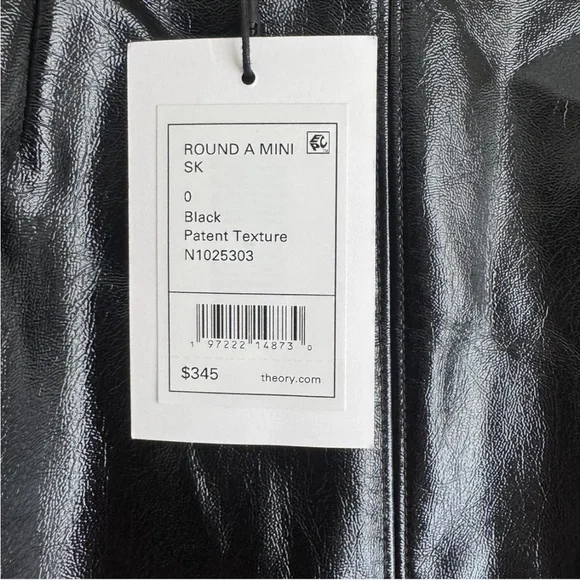 ROUND A MINI
SK
0
Black
Patent Texture
N1025303
1 97222 14873 0
$345 theory.com